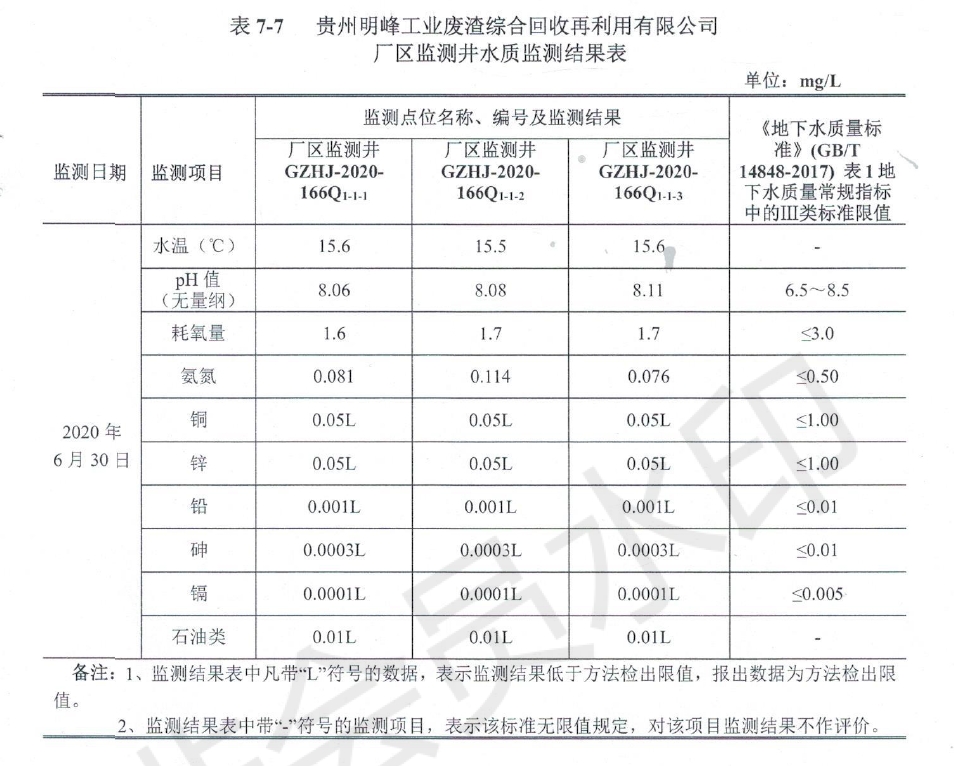 表 7-7 贵州明峰工业废渣综合回收再利用有限公司
厂区监测井水质监测结果表
单位：mg/L
监测日期 监测项目 监测点位名称、编号及监测结果 《地下水质量标准》(GB/T 14848-2017) 表 1 地下水质量常规指标中的Ⅲ类标准限值
厂区监测井 GZHJ-2020-166Q1-1-1 厂区监测井 GZHJ-2020-166Q1-1-2 厂区监测井 GZHJ-2020-166Q1-1-3
2020 年 6 月 30 日
水温（℃） 15.6 15.5 15.6 -
pH 值（无量纲） 8.06 8.08 8.11 6.5～8.5
耗氧量 1.6 1.7 1.7 ≤3.0
氨氮 0.081 0.114 0.076 ≤0.50
铜 0.05L 0.05L 0.05L ≤1.00
锌 0.05L 0.05L 0.05L ≤1.00
铅 0.001L 0.001L 0.001L ≤0.01
砷 0.0003L 0.0003L 0.0003L ≤0.01
镉 0.0001L 0.0001L 0.0001L ≤0.005
石油类 0.01L 0.01L 0.01L -
备注：1、监测结果表中凡带“L”符号的数据，表示监测结果低于方法检出限值，报出数据为方法检出限
值。
2、监测结果表中带“-”符号的监测项目，表示该标准无限值规定，对该项目监测结果不作评价。
非会员水印